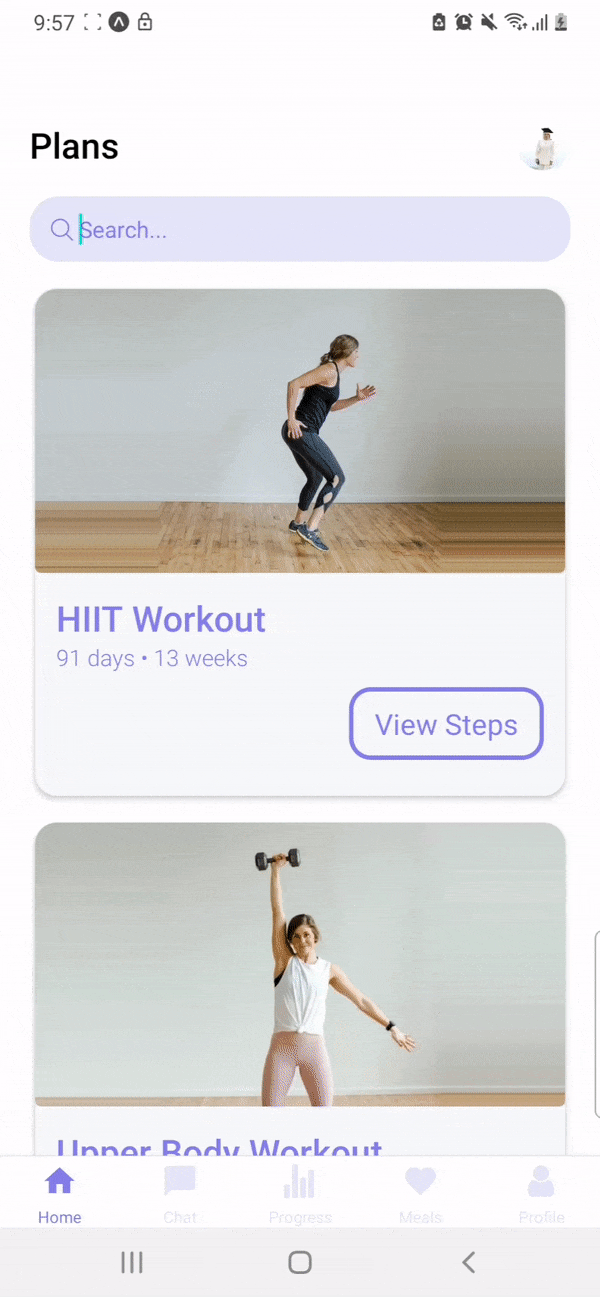 9:57
Plans
Search...
HIIT Workout
91 days • 13 weeks
View Steps
Upper Body Workout
Home
Chat
Progress
Meals
Profile